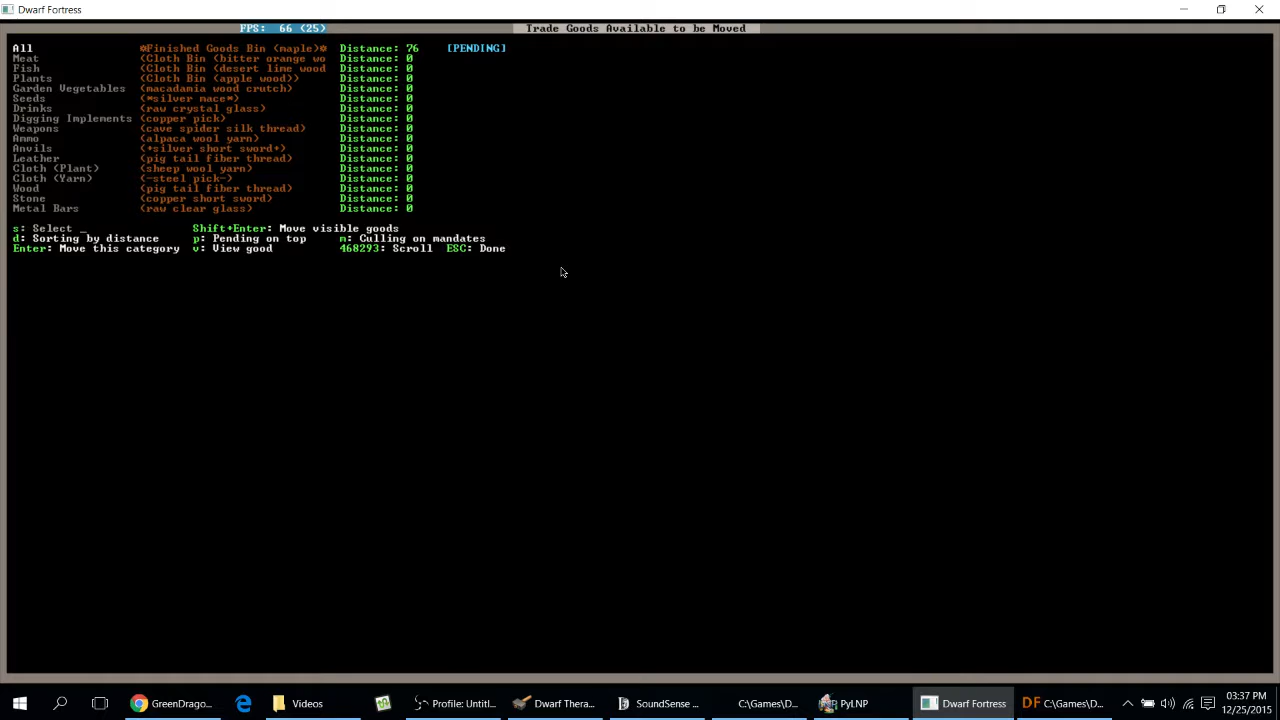 Dwarf Fortress
FPS: 66 (25) Trade Goods Available to be Moved
All ☼Finished Goods Bin (maple)☼ Distance: 76 [PENDING]
Meat (Cloth Bin (bitter orange wo Distance: 0
Fish (Cloth Bin (desert lime wood Distance: 0
Plants (Cloth Bin (apple wood)) Distance: 0
Garden Vegetables (macadamia wood crutch) Distance: 0
Seeds (*silver mace*) Distance: 0
Drinks (raw crystal glass) Distance: 0
Digging Implements (copper pick) Distance: 0
Weapons (cave spider silk thread) Distance: 0
Ammo (alpaca wool yarn) Distance: 0
Anvils (+silver short sword+) Distance: 0
Leather (pig tail fiber thread) Distance: 0
Cloth (Plant) (sheep wool yarn) Distance: 0
Cloth (Yarn) (-steel pick-) Distance: 0
Wood (pig tail fiber thread) Distance: 0
Stone (copper short sword) Distance: 0
Metal Bars (raw clear glass) Distance: 0
s: Select _ Shift+Enter: Move visible goods
d: Sorting by distance p: Pending on top m: Culling on mandates
Enter: Move this category v: View good 468293: Scroll ESC: Done
GreenDrago... Videos Profile: Untitl... Dwarf Thera... SoundSense ... C:\Games\D... PyLNP Dwarf Fortress DF C:\Games\D... 03:37 PM
12/25/2015